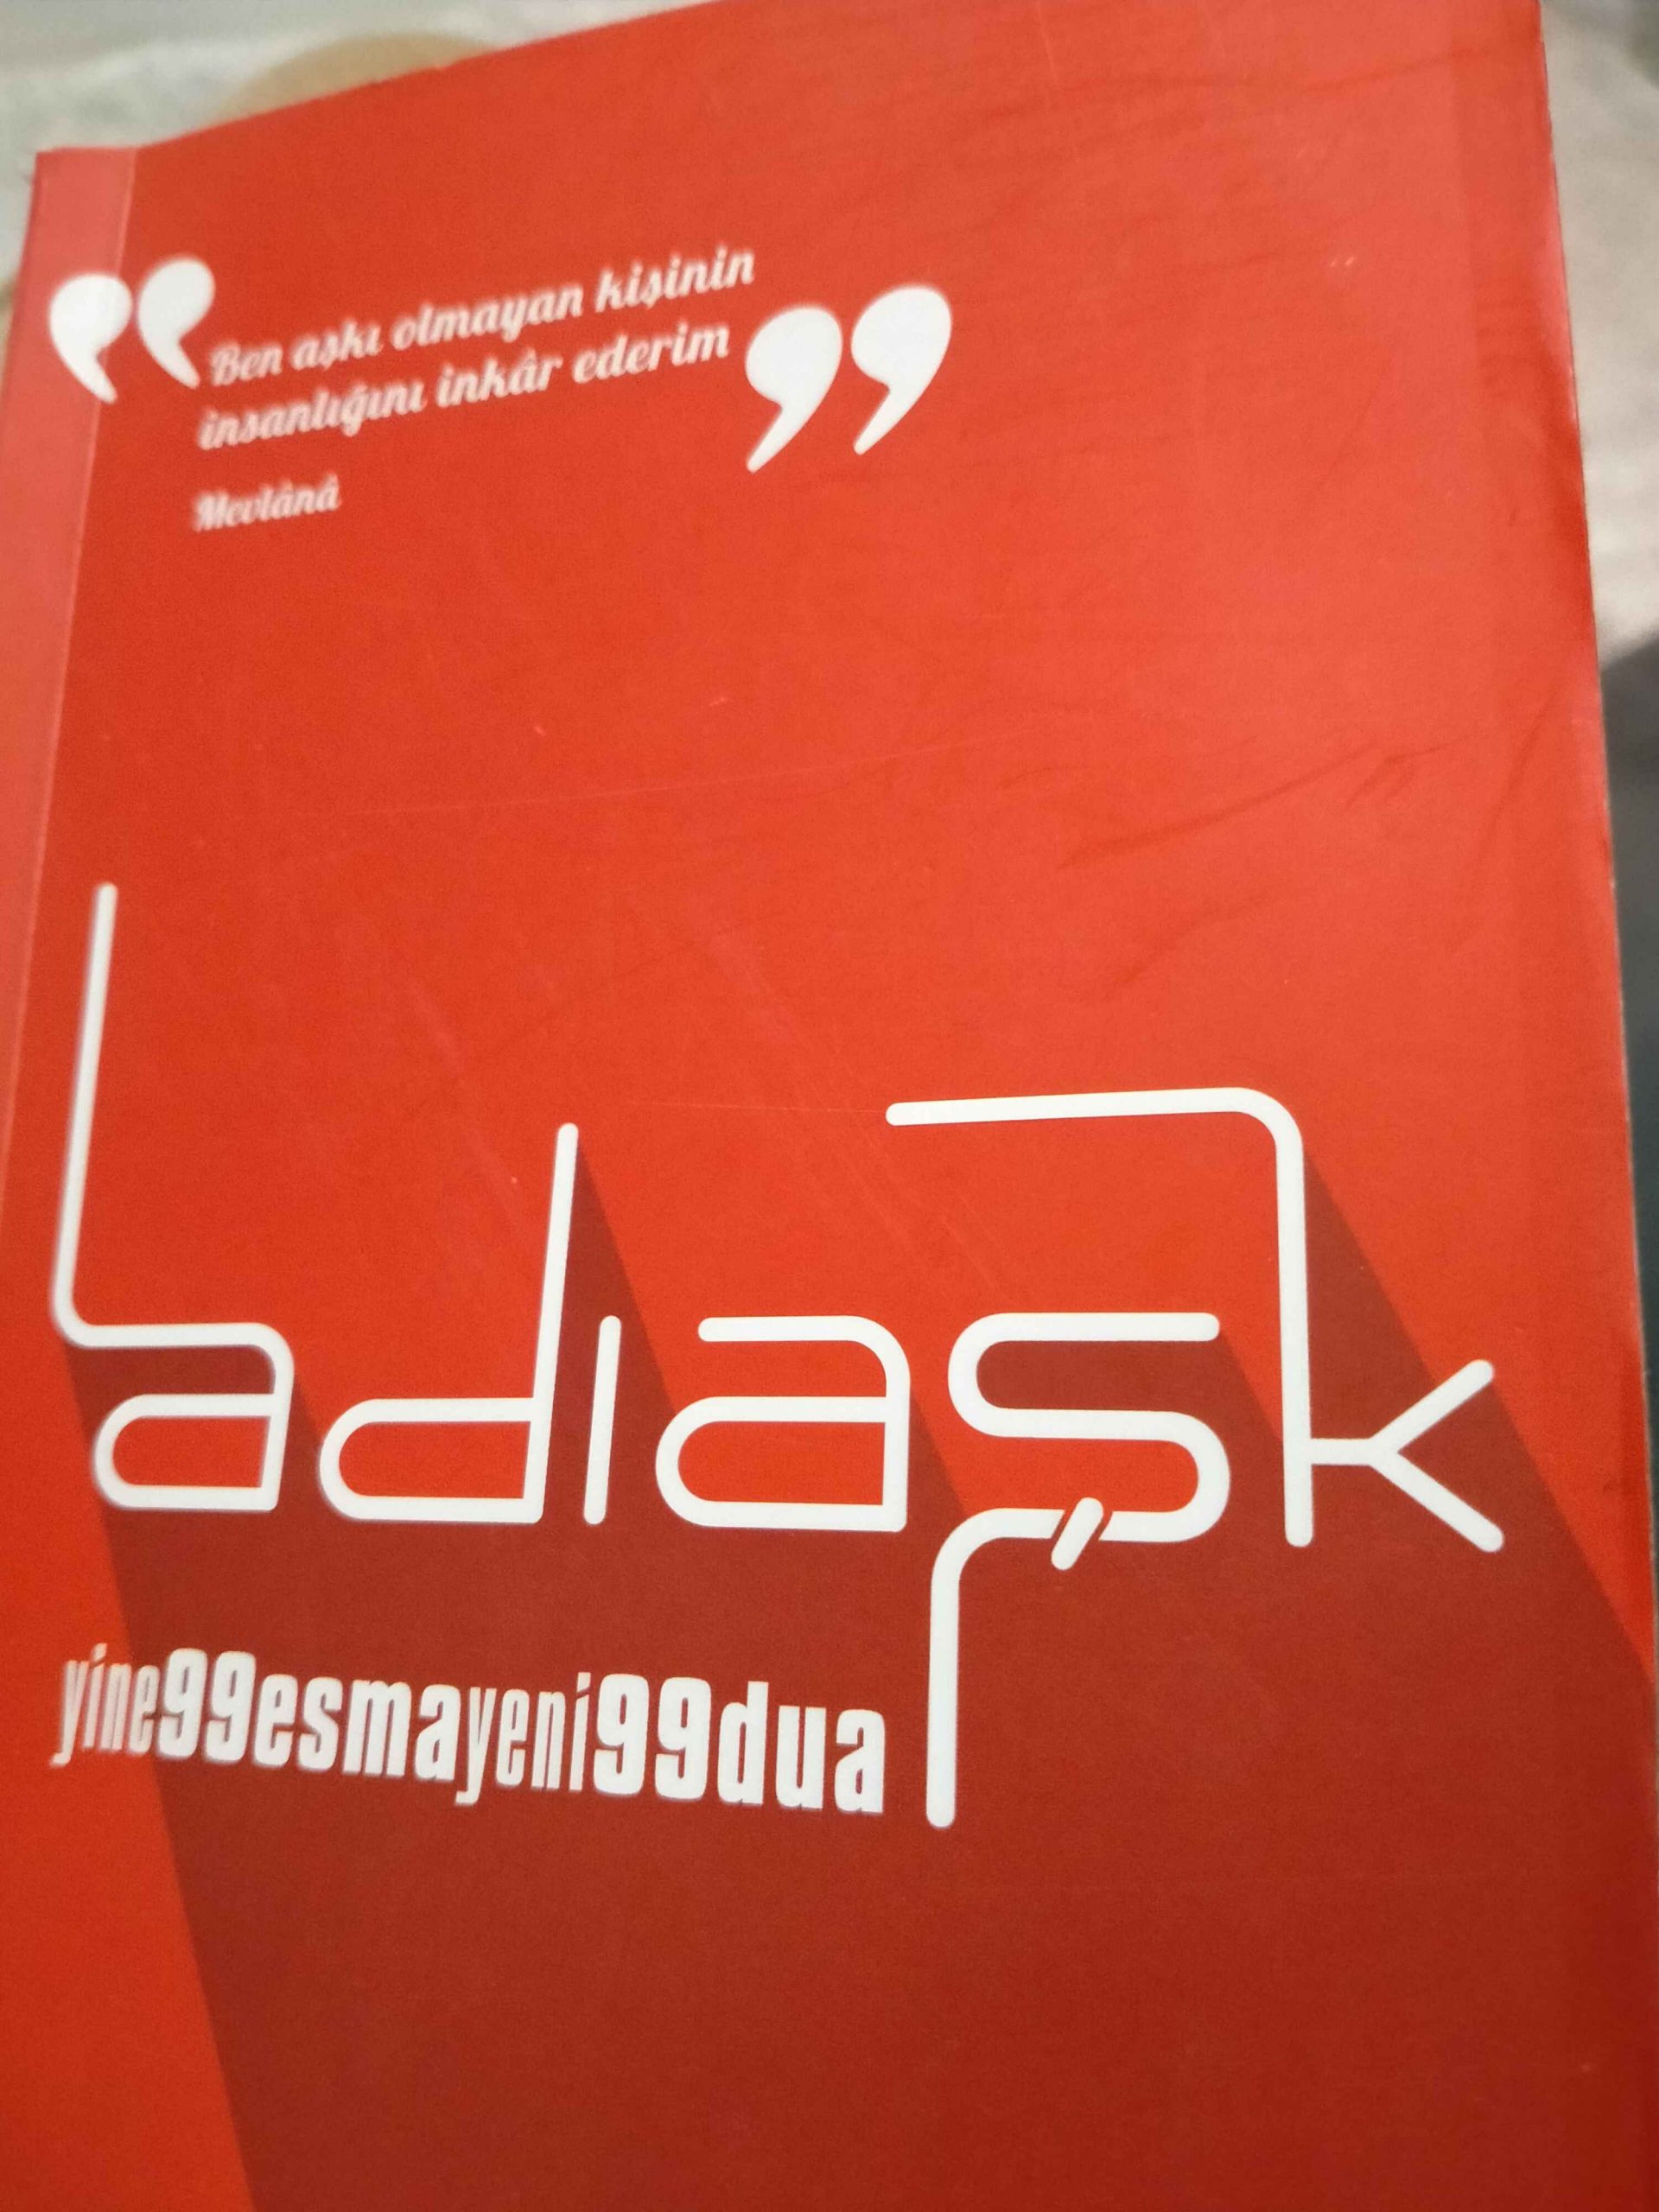 “Ben aşkı olmayan kişinin
insanlığını inkâr ederim”
Mevlânâ
adıaşk
yine99esmayeni99dua